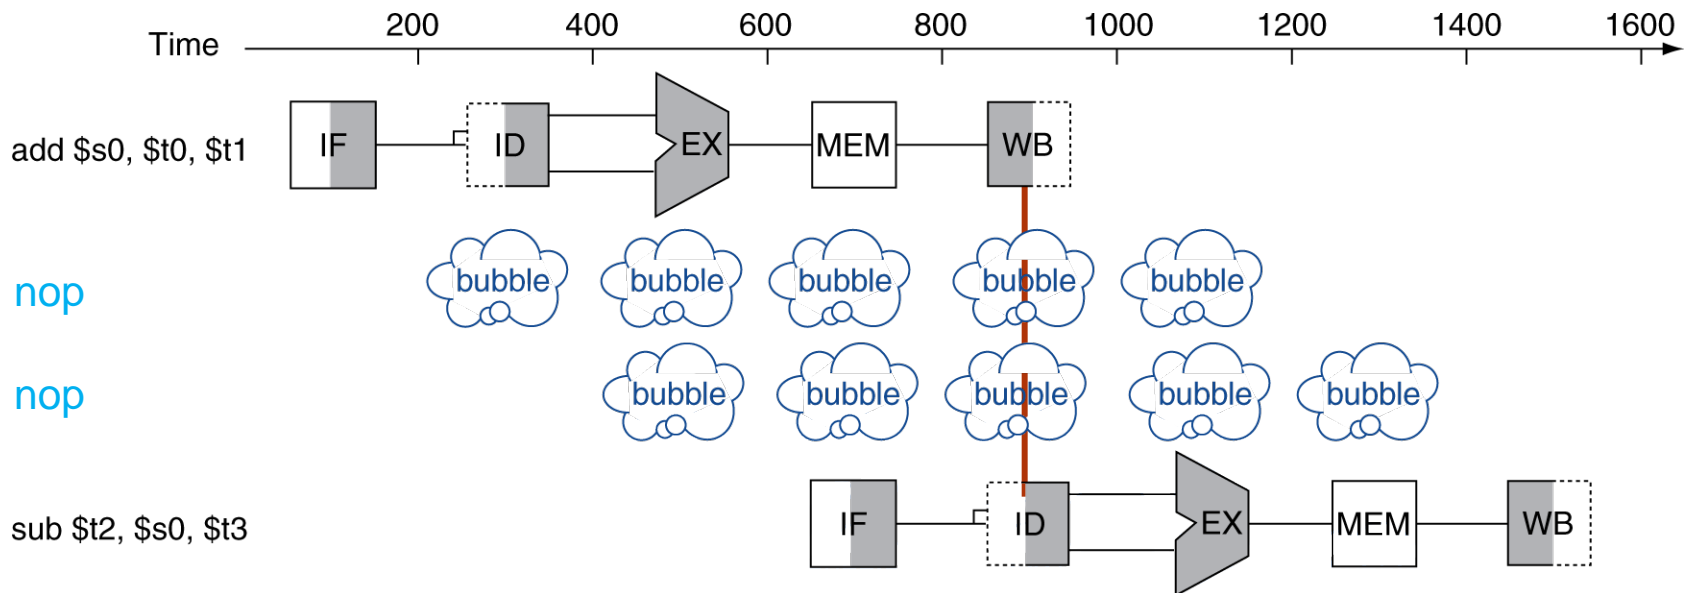 200 400 600 800 1000 1200 1400 1600
Time
add $s0, $t0, $t1 IF ID EX MEM WB
nop bubble bubble bubble bubble bubble
nop bubble bubble bubble bubble bubble
sub $t2, $s0, $t3 IF ID EX MEM WB